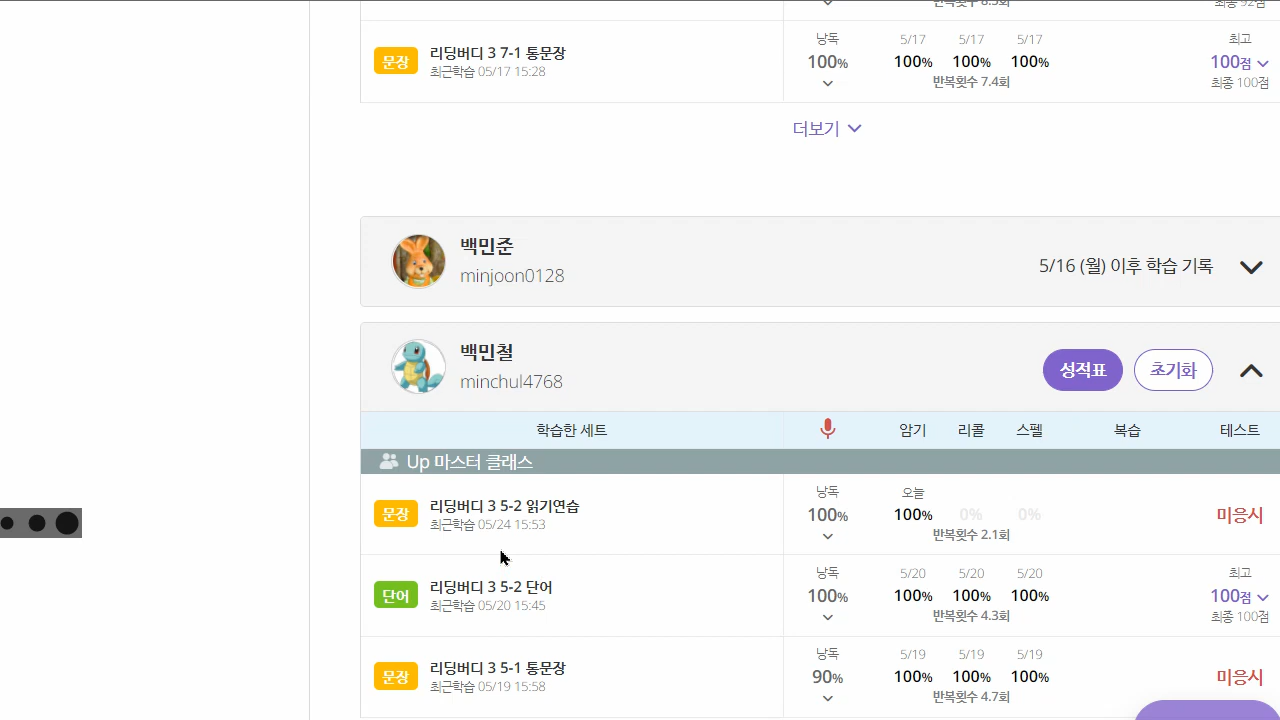 반복횟수 8.3회
최종 92점
문장
리딩버디 3 7-1 통문장
최근학습 05/17 15:28
낭독
100%
5/17 5/17 5/17
100% 100% 100%
반복횟수 7.4회
최고
100점
최종 100점
더보기
백민준
minjoon0128
5/16 (월) 이후 학습 기록
백민철
minchul4768
성적표
초기화
학습한 세트 암기 리콜 스펠 복습 테스트
Up 마스터 클래스
문장
리딩버디 3 5-2 읽기연습
최근학습 05/24 15:53
낭독
100%
오늘
100% 0% 0%
반복횟수 2.1회
미응시
단어
리딩버디 3 5-2 단어
최근학습 05/20 15:45
낭독
100%
5/20 5/20 5/20
100% 100% 100%
반복횟수 4.3회
최고
100점
최종 100점
문장
리딩버디 3 5-1 통문장
최근학습 05/19 15:58
낭독
90%
5/19 5/19 5/19
100% 100% 100%
반복횟수 4.7회
미응시